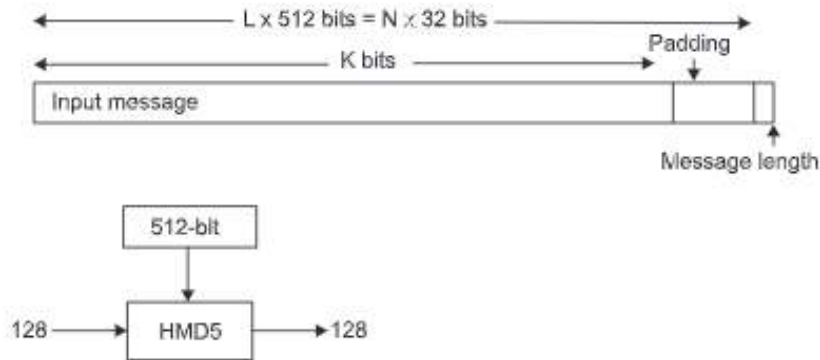 L x 512 bits = N x 32 bits
Padding
K bits
Input message
Message length
512-bit
128 HMD5 128